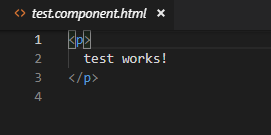 <> test.component.html ×
1 <p>
2   test works!
3 </p>
4